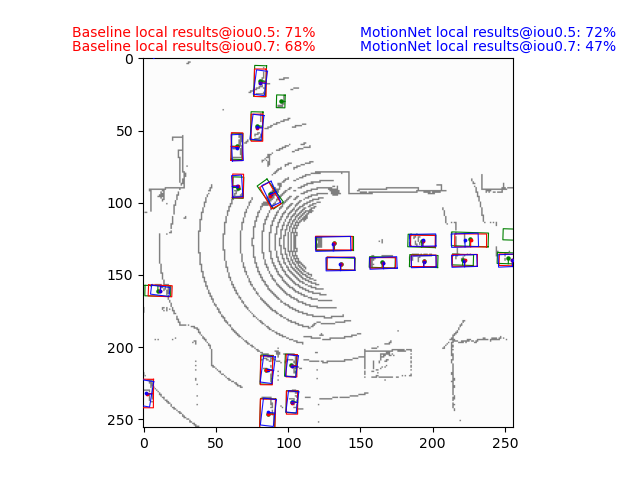 Baseline local results@iou0.5: 71%
Baseline local results@iou0.7: 68%
MotionNet local results@iou0.5: 72%
MotionNet local results@iou0.7: 47%
0
50
100
150
200
250
0 50 100 150 200 250